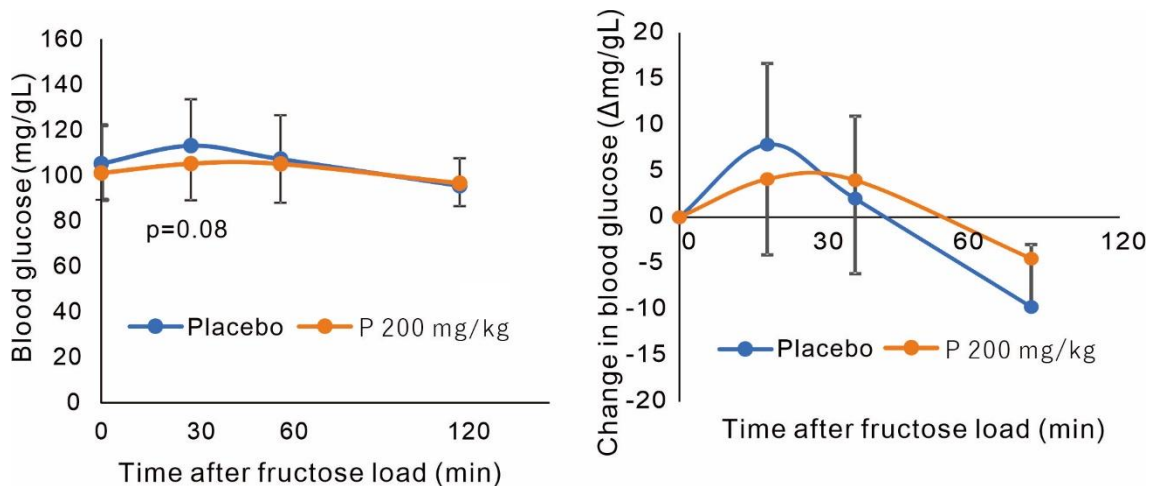 Blood glucose (mg/gL)
160
140
120
100
80
60
40
20
0
p=0.08
Placebo
P 200 mg/kg
0
30
60
120
Time after fructose load (min)
Change in blood glucose (Δmg/gL)
20
15
10
5
0
-5
-10
-15
-20
0
30
60
120
Placebo
P 200 mg/kg
Time after fructose load (min)